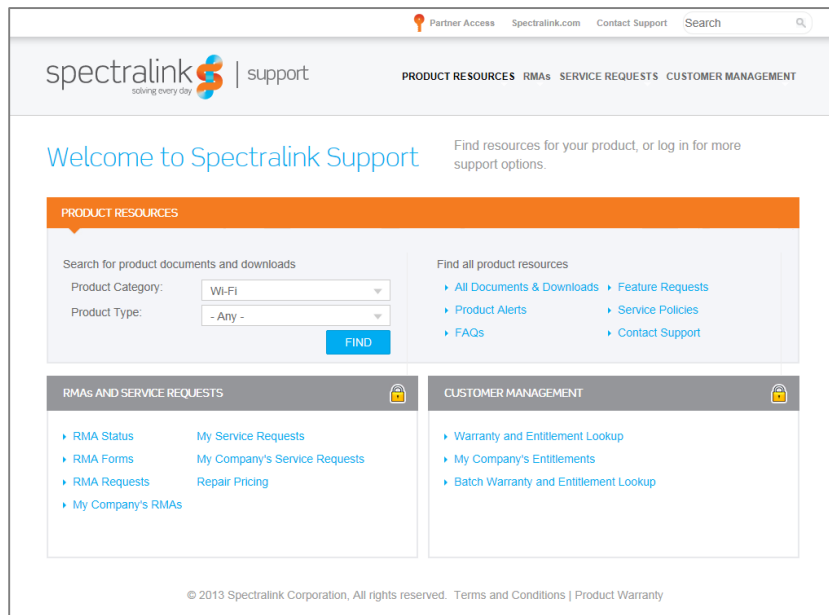 Partner Access Spectralink.com Contact Support Search
spectralink | support
solving every day
PRODUCT RESOURCES RMAs SERVICE REQUESTS CUSTOMER MANAGEMENT
Welcome to Spectralink Support
Find resources for your product, or log in for more
support options.
PRODUCT RESOURCES
Search for product documents and downloads
Product Category: Wi-Fi
Product Type: - Any -
FIND
Find all product resources
All Documents & Downloads Feature Requests
Product Alerts Service Policies
FAQs Contact Support
RMAs AND SERVICE REQUESTS
RMA Status My Service Requests
RMA Forms My Company's Service Requests
RMA Requests Repair Pricing
My Company's RMAs
CUSTOMER MANAGEMENT
Warranty and Entitlement Lookup
My Company's Entitlements
Batch Warranty and Entitlement Lookup
© 2013 Spectralink Corporation, All rights reserved. Terms and Conditions | Product Warranty